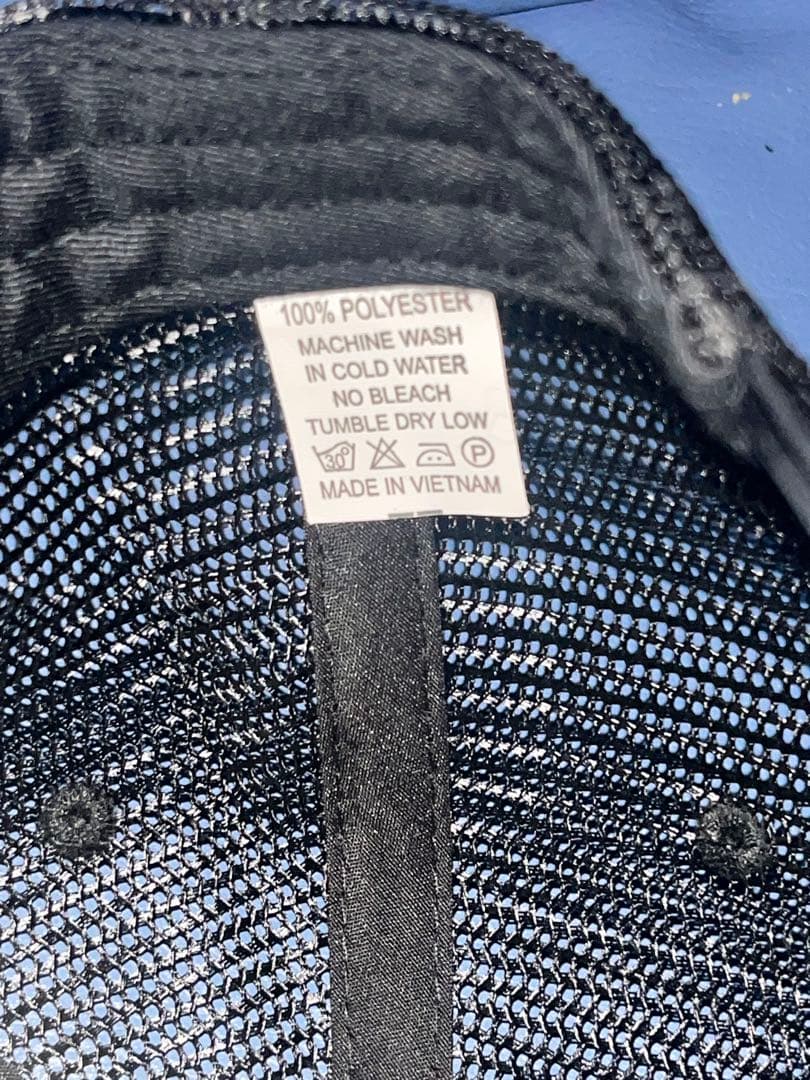 100% POLYESTER
MACHINE WASH
IN COLD WATER
NO BLEACH
TUMBLE DRY LOW
30° P
MADE IN VIETNAM